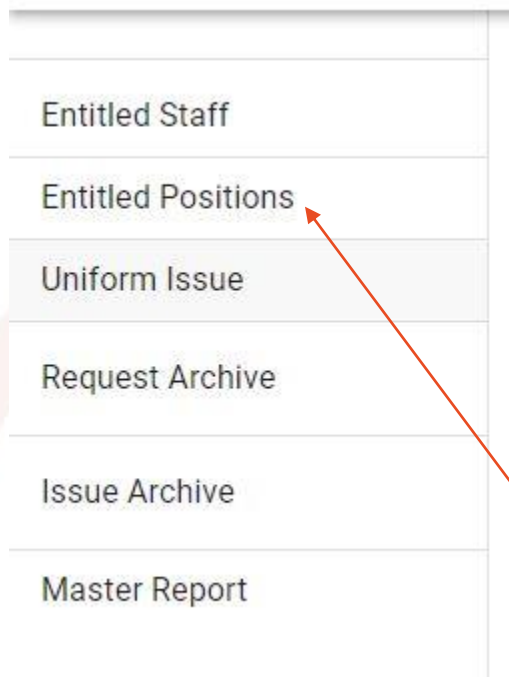 Entitled Staff
Entitled Positions
Uniform Issue
Request Archive
Issue Archive
Master Report